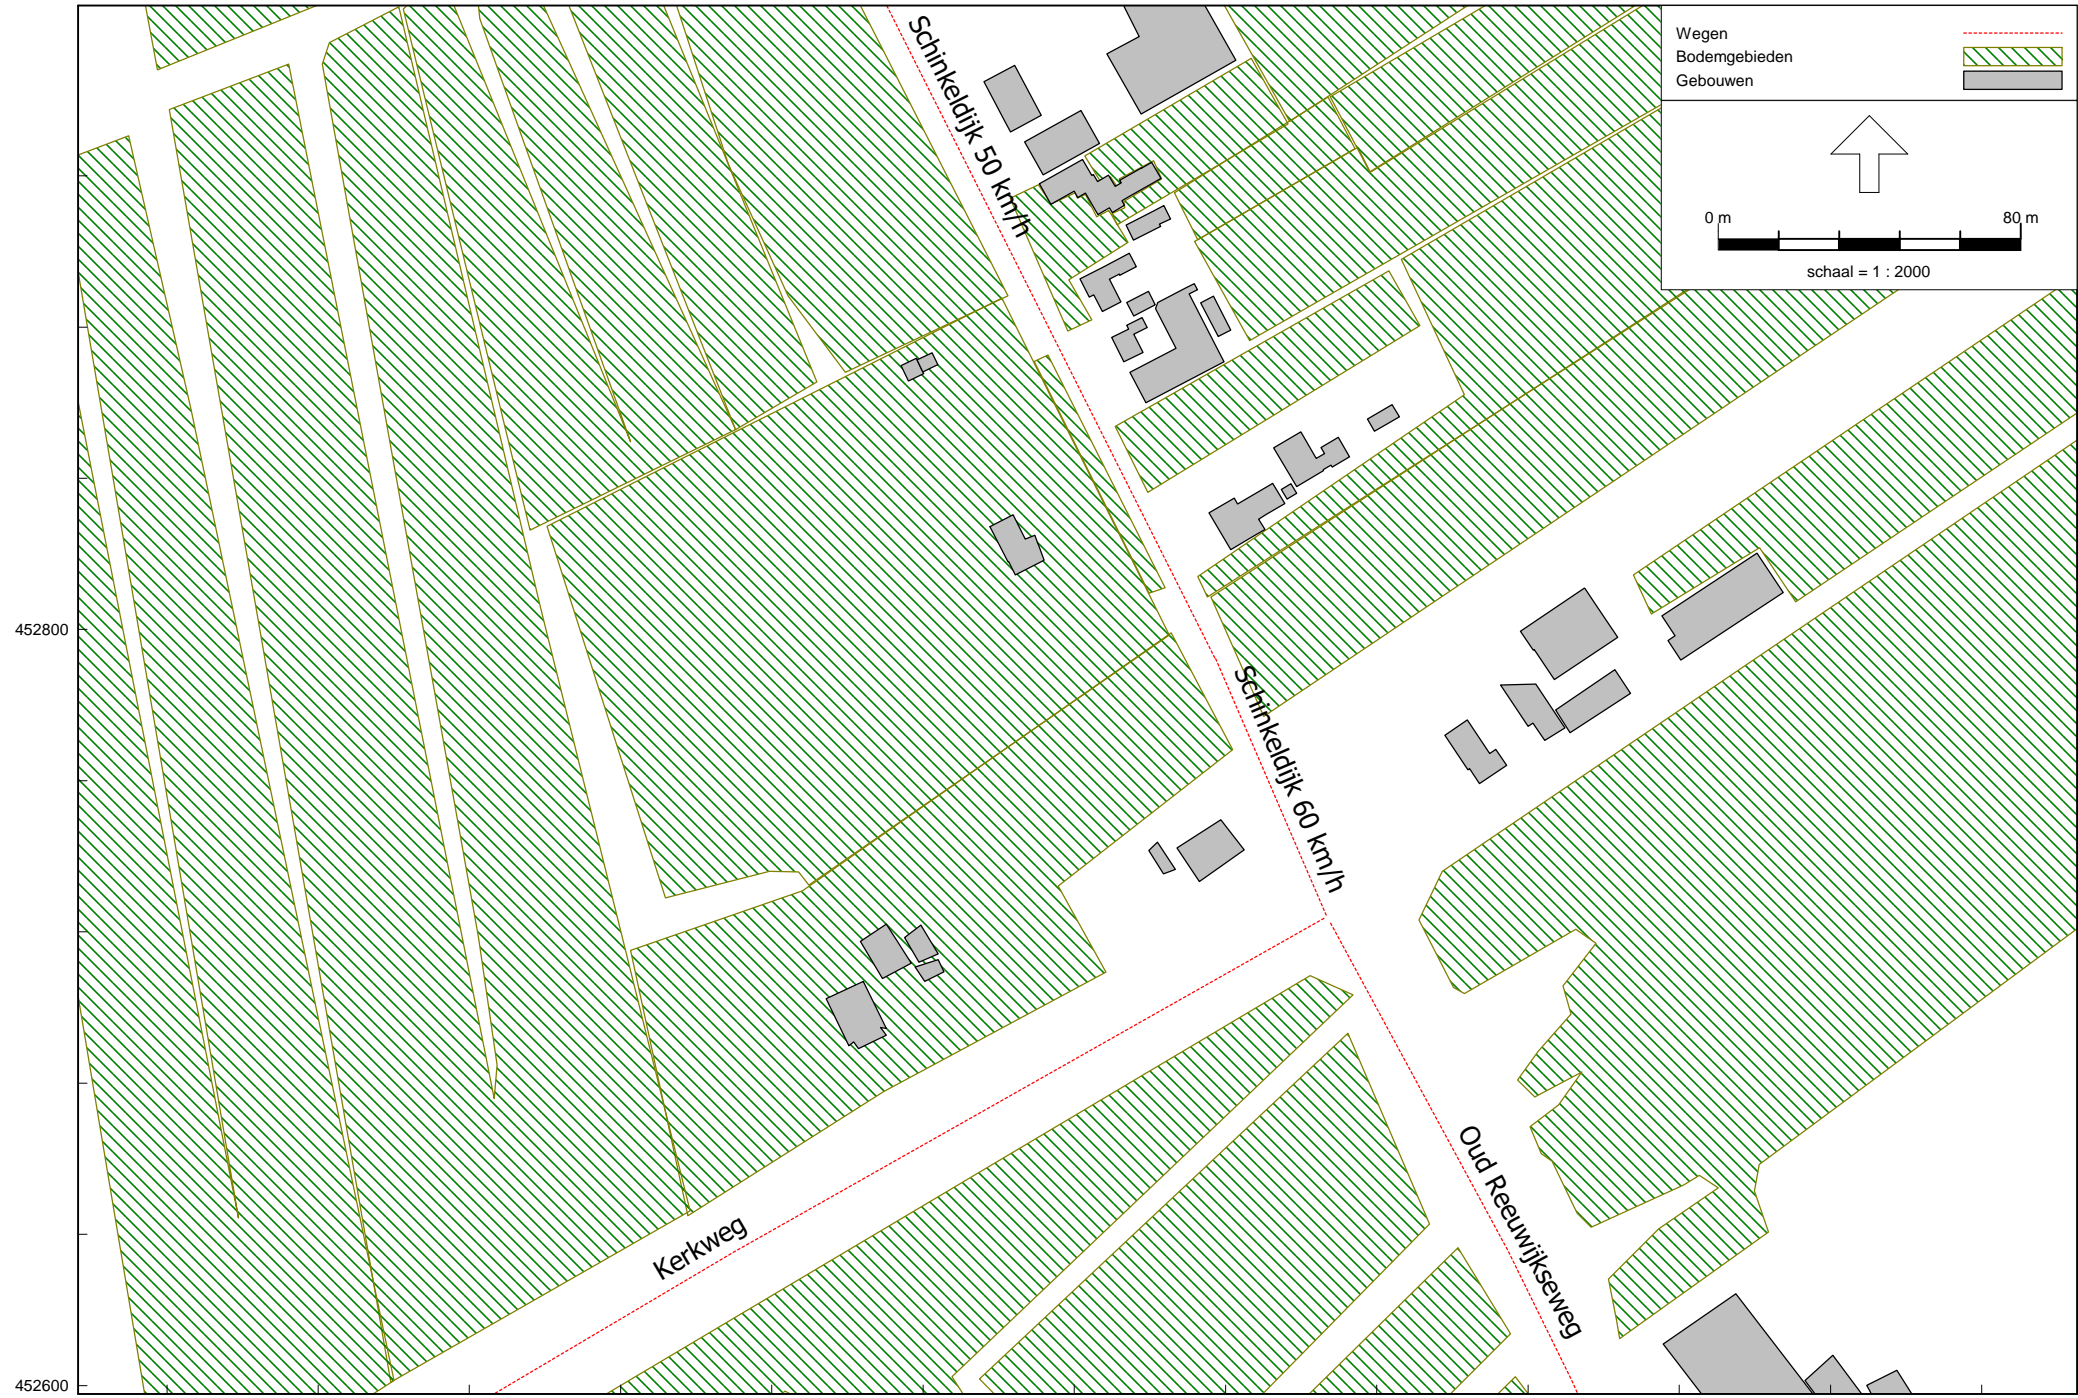 Wegen
Bodemgebieden
Gebouwen
0 m 80 m
schaal = 1 : 2000
Schinkeldijk 50 km/h
452800
Schinkeldijk 60 km/h
Oud Reeuwijkseweg
Kerkweg
452600